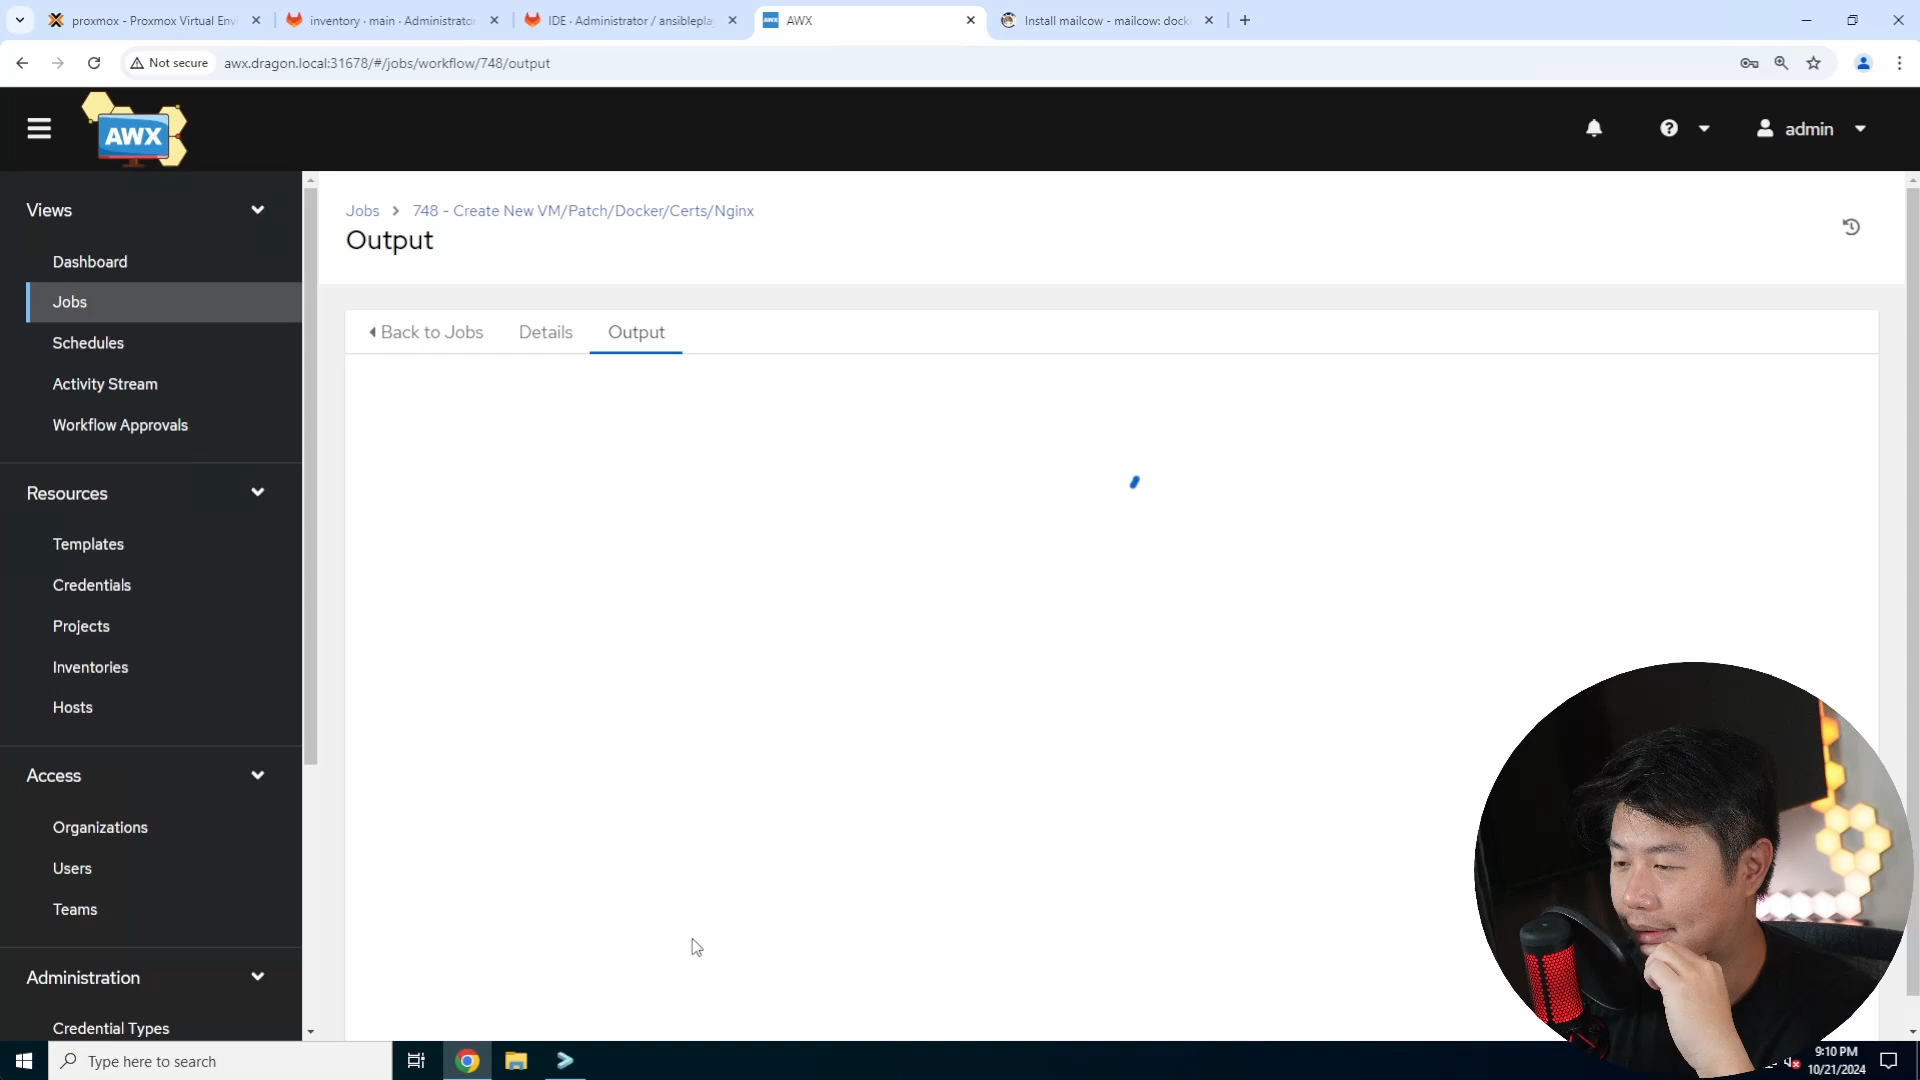 proxmox - Proxmox Virtual Env
inventory · main · Administrator
IDE · Administrator / ansiblepla
AWX
Install mailcow - mailcow: dock
Not secure
awx.dragon.local:31678/#/jobs/workflow/748/output
AWX
admin
Views
Dashboard
Jobs
Schedules
Activity Stream
Workflow Approvals
Resources
Templates
Credentials
Projects
Inventories
Hosts
Access
Organizations
Users
Teams
Administration
Credential Types
Jobs
748 - Create New VM/Patch/Docker/Certs/Nginx
Output
Back to Jobs
Details
Output
Type here to search
9:10 PM
10/21/2024